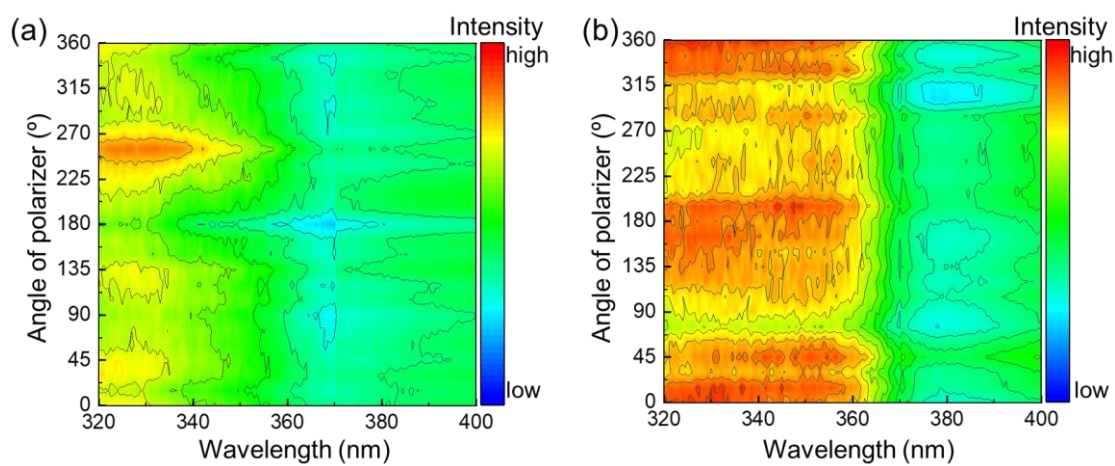 (a)
Intensity
high
low
360
315
270
225
180
135
90
45
0
Angle of polarizer (º)
320 340 360 380 400
Wavelength (nm)
(b)
Intensity
high
low
360
315
270
225
180
135
90
45
0
Angle of polarizer (º)
320 340 360 380 400
Wavelength (nm)